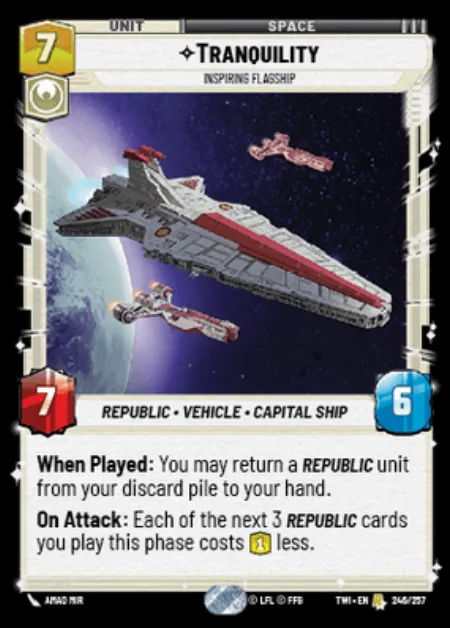 UNIT
SPACE
7
✧TRANQUILITY
INSPIRING FLAGSHIP
7
REPUBLIC • VEHICLE • CAPITAL SHIP
6
When Played: You may return a REPUBLIC unit
from your discard pile to your hand.
On Attack: Each of the next 3 REPUBLIC cards
you play this phase costs 1 less.
AMAD MIR
© LFL © FFG
TWI • EN
246/257